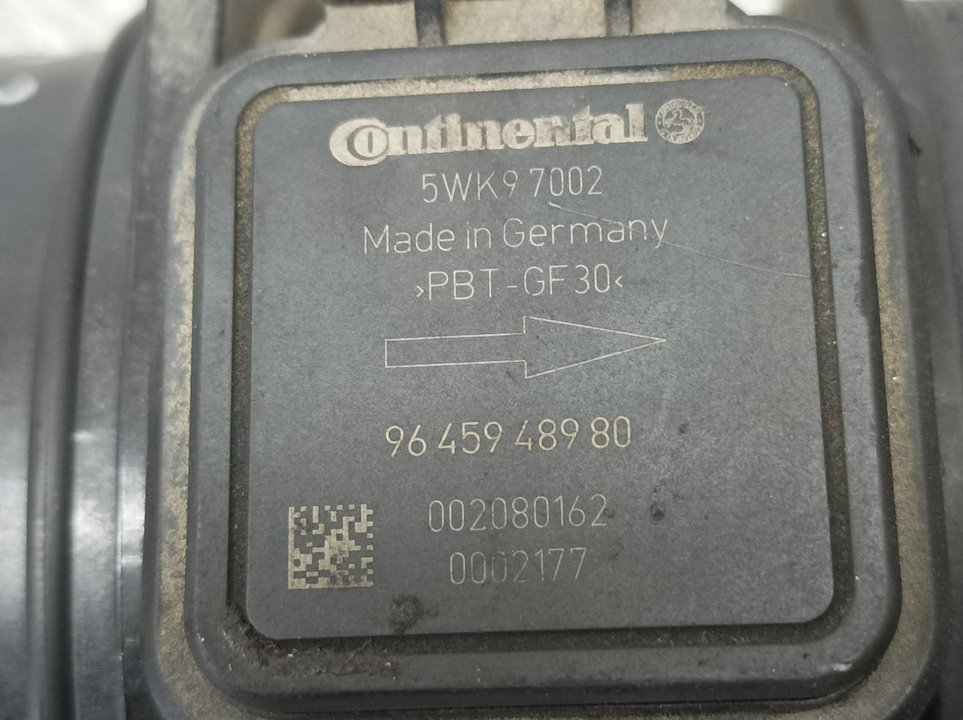 Continental
5WK9 7002
Made in Germany
>PBT-GF30<
96 459 489 80
002080162
0002177